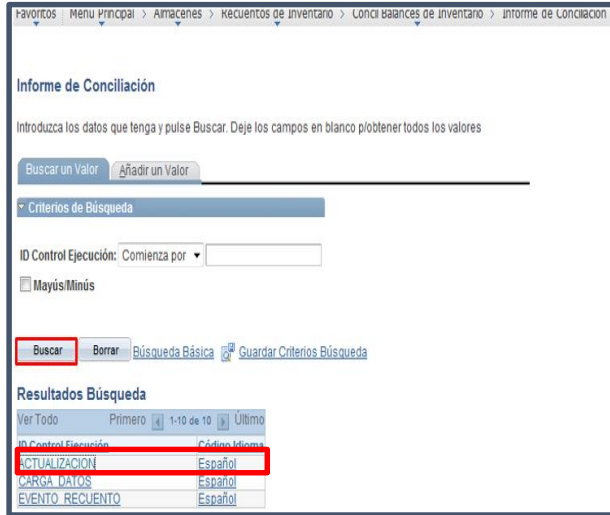 Favoritos Menú Principal > Almacenes > Recuentos de Inventario > Concil Balances de Inventario > Informe de Conciliación
Informe de Conciliación
Introduzca los datos que tenga y pulse Buscar. Deje los campos en blanco p/obtener todos los valores
Buscar un Valor Añadir un Valor
Criterios de Búsqueda
ID Control Ejecución: Comienza por
Mayús/Minús
Buscar Borrar Búsqueda Básica Guardar Criterios Búsqueda
Resultados Búsqueda
Ver Todo Primero 1-10 de 10 Último
ID Control Ejecución Código Idioma
ACTUALIZACION Español
CARGA_DATOS Español
EVENTO_RECUENTO Español